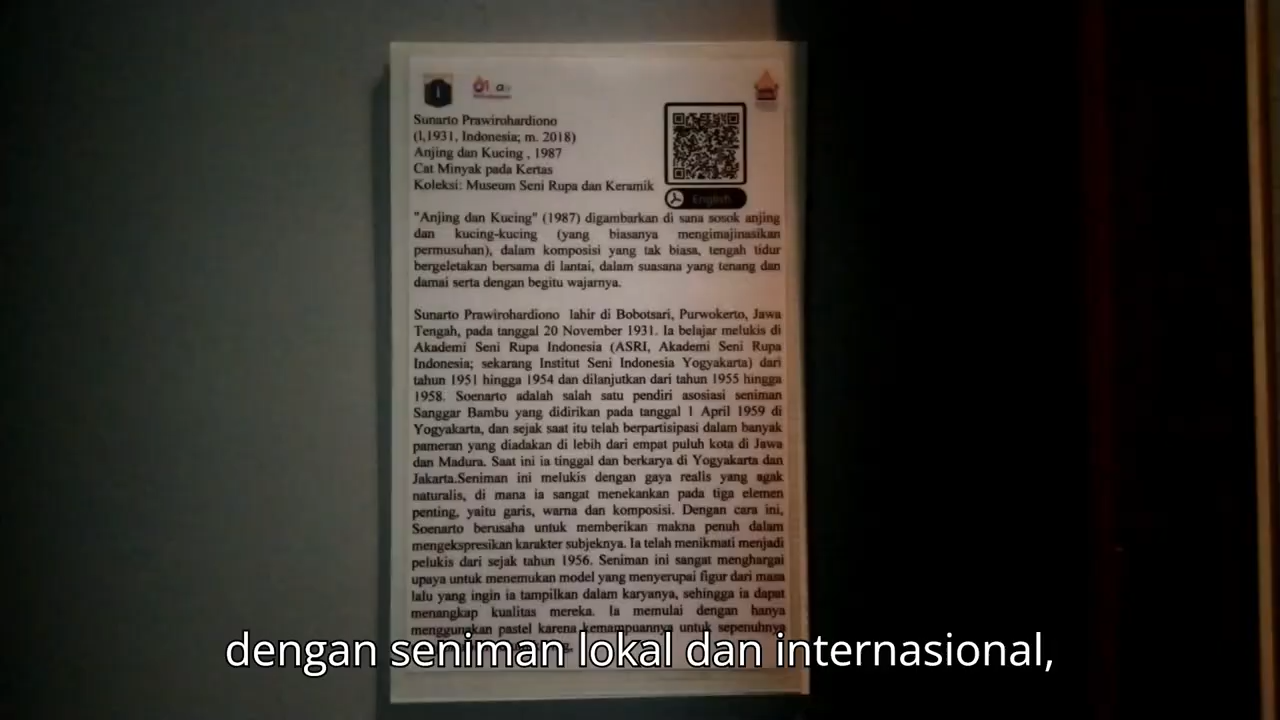 Sunarto Prawirohardiono
(l,1931, Indonesia; m. 2018)
Anjing dan Kucing , 1987
Cat Minyak pada Kertas
Koleksi: Museum Seni Rupa dan Keramik
English
"Anjing dan Kucing" (1987) digambarkan di sana sosok anjing
dan kucing-kucing (yang biasanya mengimajinasikan
permusuhan), dalam komposisi yang tak biasa, tengah tidur
bergeletakan bersama di lantai, dalam suasana yang tenang dan
damai serta dengan begitu wajarnya.
Sunarto Prawirohardiono lahir di Bobotsari, Purwokerto, Jawa
Tengah, pada tanggal 20 November 1931. Ia belajar melukis di
Akademi Seni Rupa Indonesia (ASRI, Akademi Seni Rupa
Indonesia; sekarang Institut Seni Indonesia Yogyakarta) dari
tahun 1951 hingga 1954 dan dilanjutkan dari tahun 1955 hingga
1958. Soenarto adalah salah satu pendiri asosiasi seniman
Sanggar Bambu yang didirikan pada tanggal 1 April 1959 di
Yogyakarta, dan sejak saat itu telah berpartisipasi dalam banyak
pameran yang diadakan di lebih dari empat puluh kota di Jawa
dan Madura. Saat ini ia tinggal dan berkarya di Yogyakarta dan
Jakarta.Seniman ini melukis dengan gaya realis yang agak
naturalis, di mana ia sangat menekankan pada tiga elemen
penting, yaitu garis, warna dan komposisi. Dengan cara ini,
Soenarto berusaha untuk memberikan makna penuh dalam
mengekspresikan karakter subjeknya. Ia telah menikmati menjadi
pelukis dari sejak tahun 1956. Seniman ini sangat menghargai
upaya untuk menemukan model yang menyerupai figur dari masa
lalu yang ingin ia tampilkan dalam karyanya, sehingga ia dapat
menangkap kualitas mereka. Ia memulai dengan hanya
menggunakan pastel karena kemampuannya untuk sepenuhnya
dengan seniman lokal dan internasional,